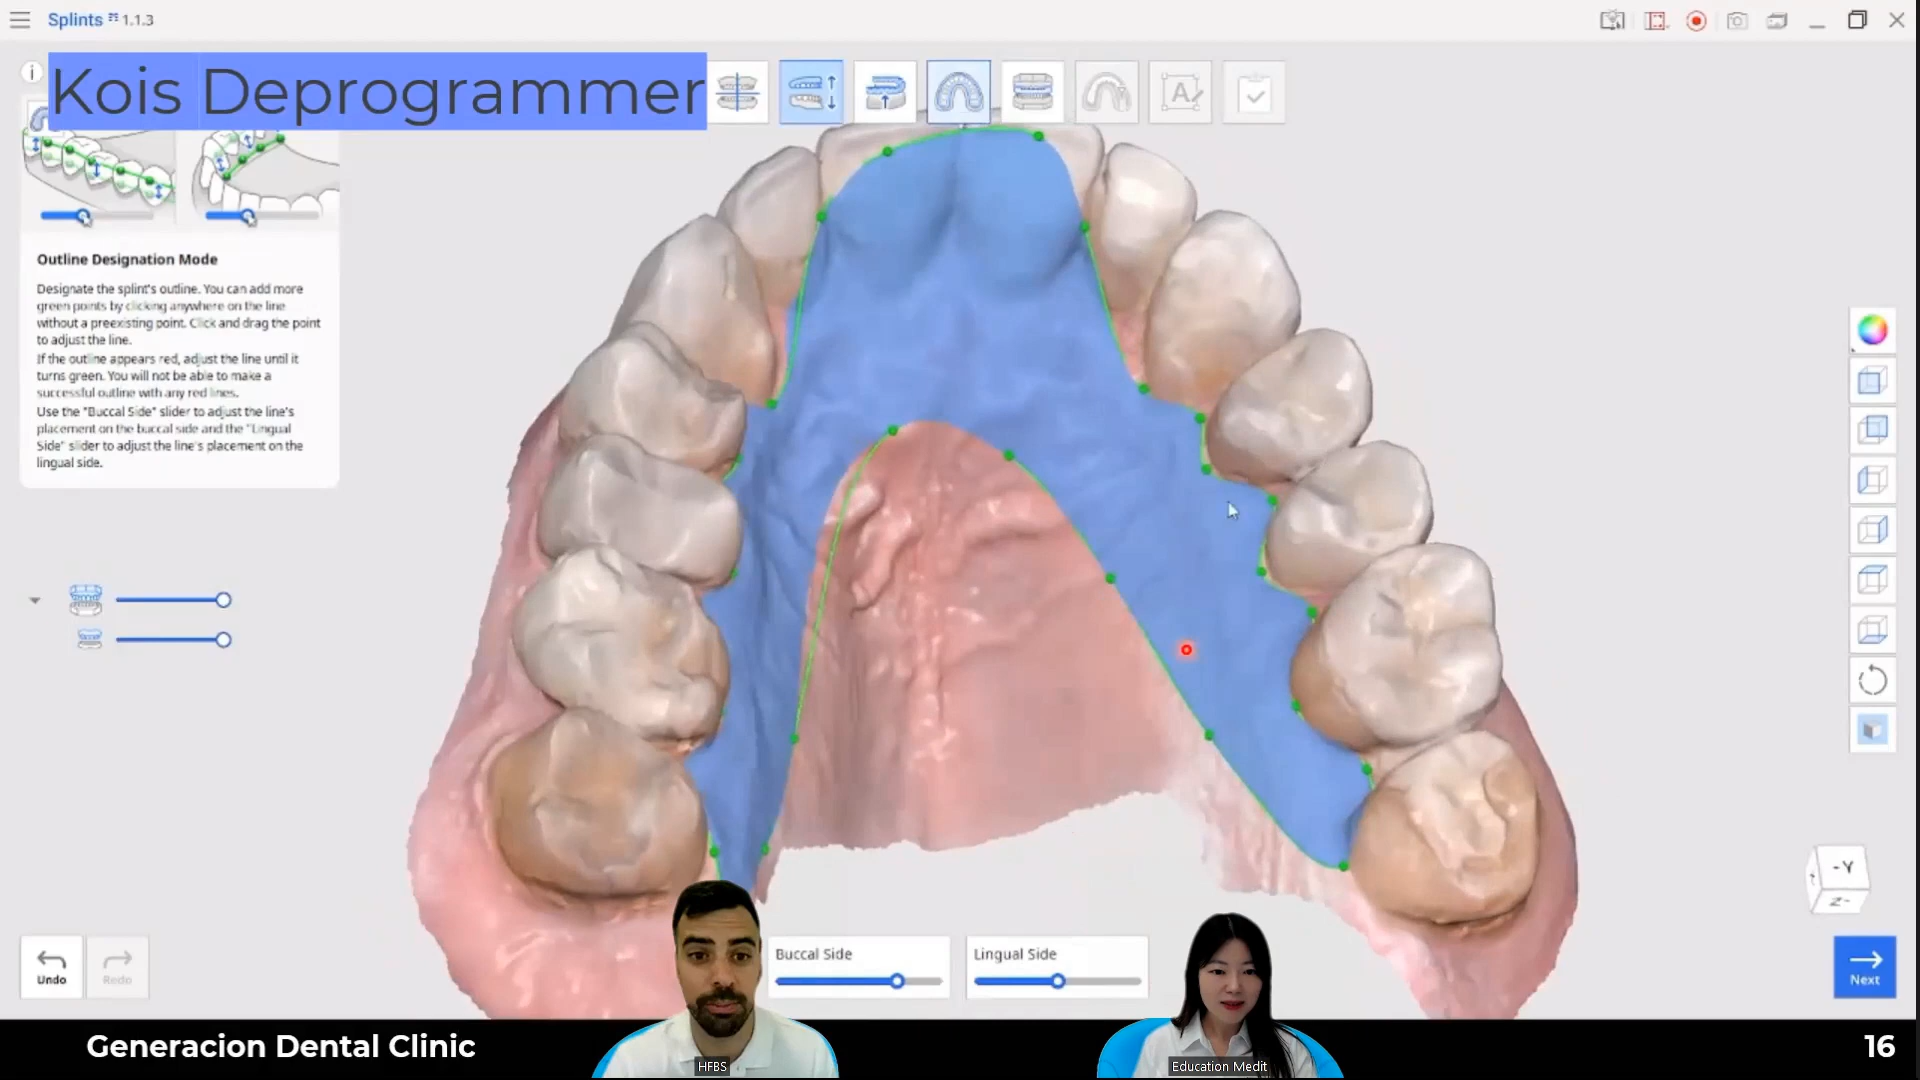 Splints 1.1.3
i
Kois Deprogrammer
A
Outline Designation Mode
Designate the splint's outline. You can add more
green points by clicking anywhere on the line
without a preexisting point. Click and drag the point
to adjust the line.
If the outline appears red, adjust the line until it
turns green. You will not be able to make a
successful outline with any red lines.
Use the "Buccal Side" slider to adjust the line's
placement on the buccal side and the "Lingual
Side" slider to adjust the line's placement on the
lingual side.
-Y
Z-
Undo
Redo
Buccal Side
Lingual Side
Next
Generacion Dental Clinic
HFBS
Education Medit
16